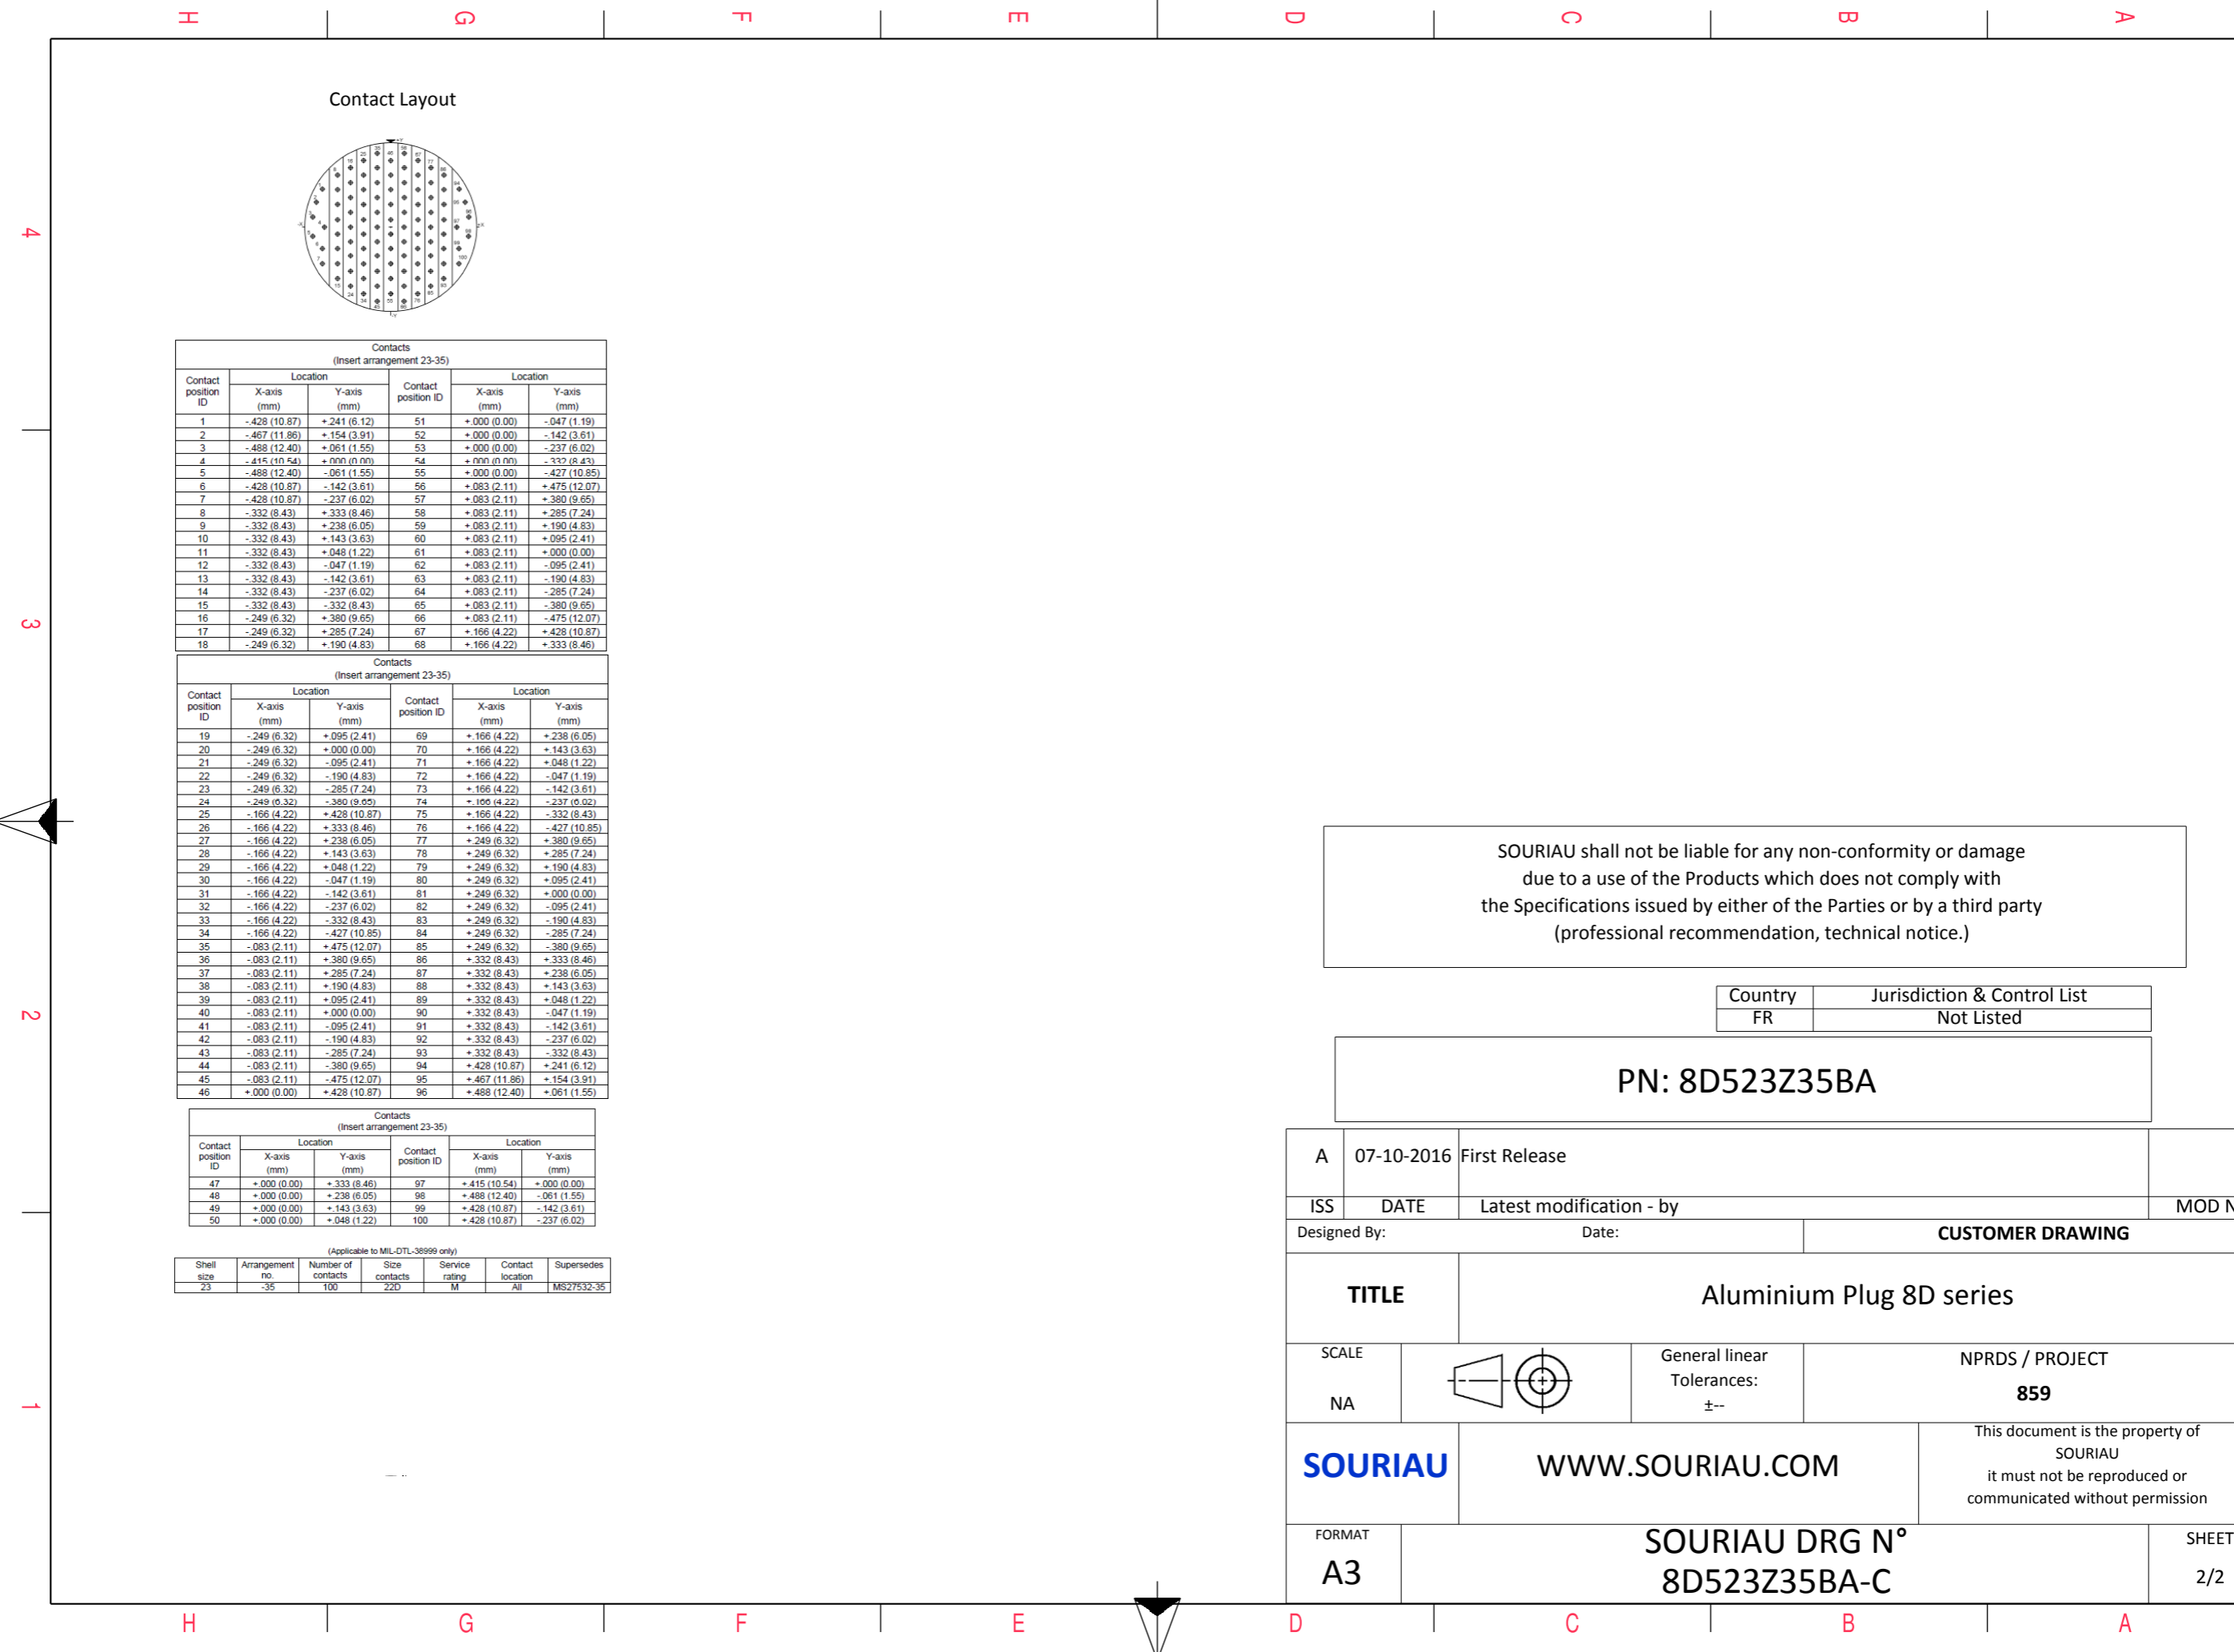 H G F E D C B A
Contact Layout
4
3
2
1
Contacts
(Insert arrangement 23-35)
Contact position ID Location Contact position ID Location
X-axis (mm) Y-axis (mm) X-axis (mm) Y-axis (mm)
1 -.428 (10.87) +.241 (6.12) 51 +.000 (0.00) -.047 (1.19)
2 -.467 (11.86) +.154 (3.91) 52 +.000 (0.00) -.142 (3.61)
3 -.488 (12.40) +.061 (1.55) 53 +.000 (0.00) -.237 (6.02)
4 -.415 (10.54) +.000 (0.00) 54 +.000 (0.00) -.332 (8.43)
5 -.488 (12.40) -.061 (1.55) 55 +.000 (0.00) -.427 (10.85)
6 -.428 (10.87) -.142 (3.61) 56 +.083 (2.11) +.475 (12.07)
7 -.428 (10.87) -.237 (6.02) 57 +.083 (2.11) +.380 (9.65)
8 -.332 (8.43) +.333 (8.46) 58 +.083 (2.11) +.285 (7.24)
9 -.332 (8.43) +.238 (6.05) 59 +.083 (2.11) +.190 (4.83)
10 -.332 (8.43) +.143 (3.63) 60 +.083 (2.11) +.095 (2.41)
11 -.332 (8.43) +.048 (1.22) 61 +.083 (2.11) +.000 (0.00)
12 -.332 (8.43) -.047 (1.19) 62 +.083 (2.11) -.095 (2.41)
13 -.332 (8.43) -.142 (3.61) 63 +.083 (2.11) -.190 (4.83)
14 -.332 (8.43) -.237 (6.02) 64 +.083 (2.11) -.285 (7.24)
15 -.332 (8.43) -.332 (8.43) 65 +.083 (2.11) -.380 (9.65)
16 -.249 (6.32) +.380 (9.65) 66 +.083 (2.11) -.475 (12.07)
17 -.249 (6.32) +.285 (7.24) 67 +.166 (4.22) +.428 (10.87)
18 -.249 (6.32) +.190 (4.83) 68 +.166 (4.22) +.333 (8.46)
Contacts
(Insert arrangement 23-35)
Contact position ID Location Contact position ID Location
X-axis (mm) Y-axis (mm) X-axis (mm) Y-axis (mm)
19 -.249 (6.32) +.095 (2.41) 69 +.166 (4.22) +.238 (6.05)
20 -.249 (6.32) +.000 (0.00) 70 +.166 (4.22) +.143 (3.63)
21 -.249 (6.32) -.095 (2.41) 71 +.166 (4.22) +.048 (1.22)
22 -.249 (6.32) -.190 (4.83) 72 +.166 (4.22) -.047 (1.19)
23 -.249 (6.32) -.285 (7.24) 73 +.166 (4.22) -.142 (3.61)
24 -.249 (6.32) -.380 (9.65) 74 +.166 (4.22) -.237 (6.02)
25 -.166 (4.22) +.428 (10.87) 75 +.166 (4.22) -.332 (8.43)
26 -.166 (4.22) +.333 (8.46) 76 +.166 (4.22) -.427 (10.85)
27 -.166 (4.22) +.238 (6.05) 77 +.249 (6.32) +.380 (9.65)
28 -.166 (4.22) +.143 (3.63) 78 +.249 (6.32) +.285 (7.24)
29 -.166 (4.22) +.048 (1.22) 79 +.249 (6.32) +.190 (4.83)
30 -.166 (4.22) -.047 (1.19) 80 +.249 (6.32) +.095 (2.41)
31 -.166 (4.22) -.142 (3.61) 81 +.249 (6.32) +.000 (0.00)
32 -.166 (4.22) -.237 (6.02) 82 +.249 (6.32) -.095 (2.41)
33 -.166 (4.22) -.332 (8.43) 83 +.249 (6.32) -.190 (4.83)
34 -.166 (4.22) -.427 (10.85) 84 +.249 (6.32) -.285 (7.24)
35 -.083 (2.11) +.475 (12.07) 85 +.249 (6.32) -.380 (9.65)
36 -.083 (2.11) +.380 (9.65) 86 +.332 (8.43) +.333 (8.46)
37 -.083 (2.11) +.285 (7.24) 87 +.332 (8.43) +.238 (6.05)
38 -.083 (2.11) +.190 (4.83) 88 +.332 (8.43) +.143 (3.63)
39 -.083 (2.11) +.095 (2.41) 89 +.332 (8.43) +.048 (1.22)
40 -.083 (2.11) +.000 (0.00) 90 +.332 (8.43) -.047 (1.19)
41 -.083 (2.11) -.095 (2.41) 91 +.332 (8.43) -.142 (3.61)
42 -.083 (2.11) -.190 (4.83) 92 +.332 (8.43) -.237 (6.02)
43 -.083 (2.11) -.285 (7.24) 93 +.332 (8.43) -.332 (8.43)
44 -.083 (2.11) -.380 (9.65) 94 +.428 (10.87) +.241 (6.12)
45 -.083 (2.11) -.475 (12.07) 95 +.467 (11.86) +.154 (3.91)
46 +.000 (0.00) +.428 (10.87) 96 +.488 (12.40) +.061 (1.55)
Contacts
(Insert arrangement 23-35)
Contact position ID Location Contact position ID Location
X-axis (mm) Y-axis (mm) X-axis (mm) Y-axis (mm)
47 +.000 (0.00) +.333 (8.46) 97 +.415 (10.54) +.000 (0.00)
48 +.000 (0.00) +.238 (6.05) 98 +.488 (12.40) -.061 (1.55)
49 +.000 (0.00) +.143 (3.63) 99 +.428 (10.87) -.142 (3.61)
50 +.000 (0.00) +.048 (1.22) 100 +.428 (10.87) -.237 (6.02)
(Applicable to MIL-DTL-38999 only)
Shell size Arrangement no. Number of contacts Size contacts Service rating Contact location Supersedes
23 -35 100 22D M All MS27532-35
SOURIAU shall not be liable for any non-conformity or damage
due to a use of the Products which does not comply with
the Specifications issued by either of the Parties or by a third party
(professional recommendation, technical notice.)
Country Jurisdiction & Control List
FR Not Listed
PN: 8D523Z35BA
A 07-10-2016 First Release
ISS DATE Latest modification - by MOD N
Designed By: Date: CUSTOMER DRAWING
TITLE Aluminium Plug 8D series
SCALE
NA
General linear
Tolerances:
±--
NPRDS / PROJECT
859
SOURIAU WWW.SOURIAU.COM
This document is the property of
SOURIAU
it must not be reproduced or
communicated without permission
FORMAT
A3
SOURIAU DRG N°
8D523Z35BA-C
SHEET
2/2
H G F E D C B A